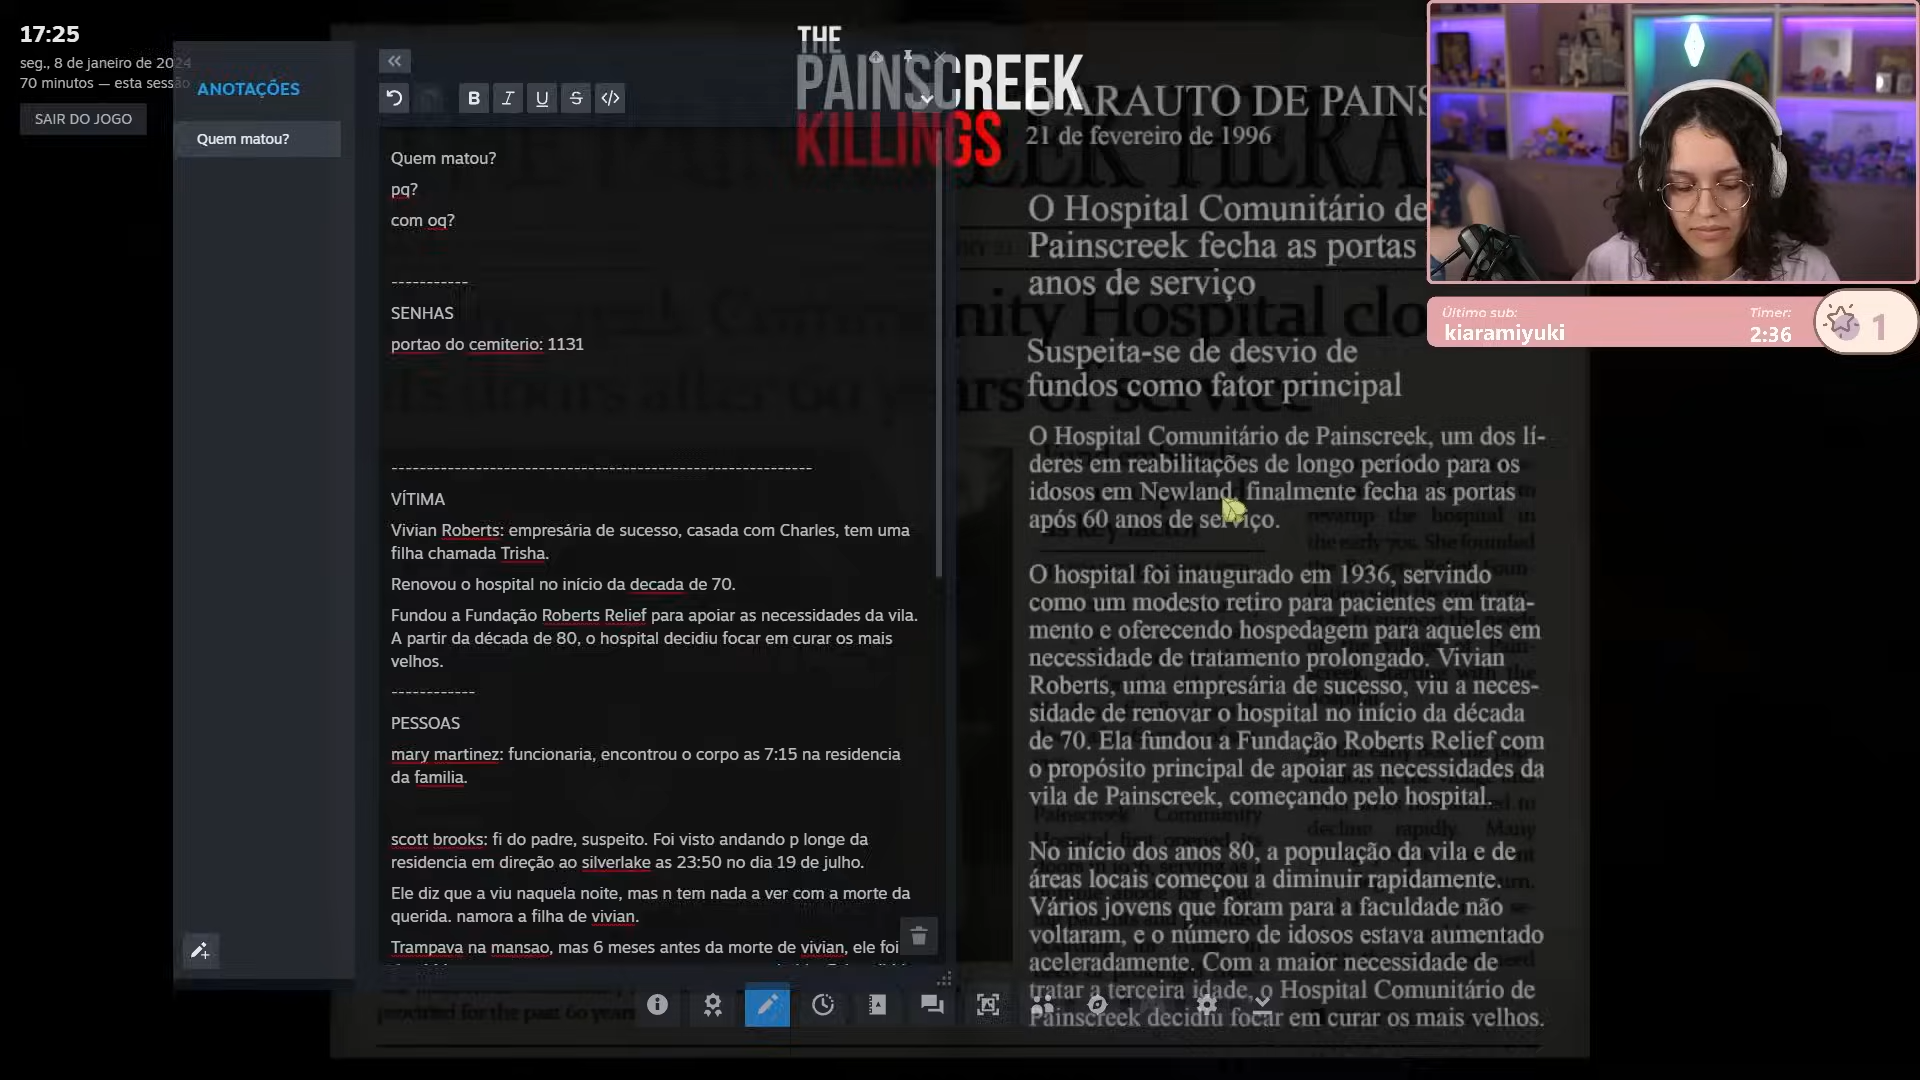 17:25
seg., 8 de janeiro de 2024
70 minutos — esta sessão
SAIR DO JOGO
ANOTAÇÕES
Quem matou?
Quem matou?
pq?
com oq?
-----------
SENHAS
portao do cemiterio: 1131
------------------------------------------------------------
VÍTIMA
Vivian Roberts: empresária de sucesso, casada com Charles, tem uma
filha chamada Trisha.
Renovou o hospital no início da decada de 70.
Fundou a Fundação Roberts Relief para apoiar as necessidades da vila.
A partir da década de 80, o hospital decidiu focar em curar os mais
velhos.
------------
PESSOAS
mary martinez: funcionaria, encontrou o corpo as 7:15 na residencia
da familia.
scott brooks: fi do padre, suspeito. Foi visto andando p longe da
residencia em direção ao silverlake as 23:50 no dia 19 de julho.
Ele diz que a viu naquela noite, mas n tem nada a ver com a morte da
querida. namora a filha de vivian.
Trampava na mansao, mas 6 meses antes da morte de vivian, ele foi
THE
PAINSCREEK
KILLINGS
O ARAUTO DE PAINS
21 de fevereiro de 1996
O Hospital Comunitário de
Painscreek fecha as portas
anos de serviço
Suspeita-se de desvio de
fundos como fator principal
O Hospital Comunitário de Painscreek, um dos lí-
deres em reabilitações de longo período para os
idosos em Newland, finalmente fecha as portas
após 60 anos de serviço.
O hospital foi inaugurado em 1936, servindo
como um modesto retiro para pacientes em trata-
mento e oferecendo hospedagem para aqueles em
necessidade de tratamento prolongado. Vivian
Roberts, uma empresária de sucesso, viu a neces-
sidade de renovar o hospital no início da década
de 70. Ela fundou a Fundação Roberts Relief com
o propósito principal de apoiar as necessidades da
vila de Painscreek, começando pelo hospital.
No início dos anos 80, a população da vila e de
áreas locais começou a diminuir rapidamente.
Vários jovens que foram para a faculdade não
voltaram, e o número de idosos estava aumentado
aceleradamente. Com a maior necessidade de
tratar a terceira idade, o Hospital Comunitário de
Painscreek decidiu focar em curar os mais velhos.
Último sub:
kiaramiyuki
Timer:
2:36
1